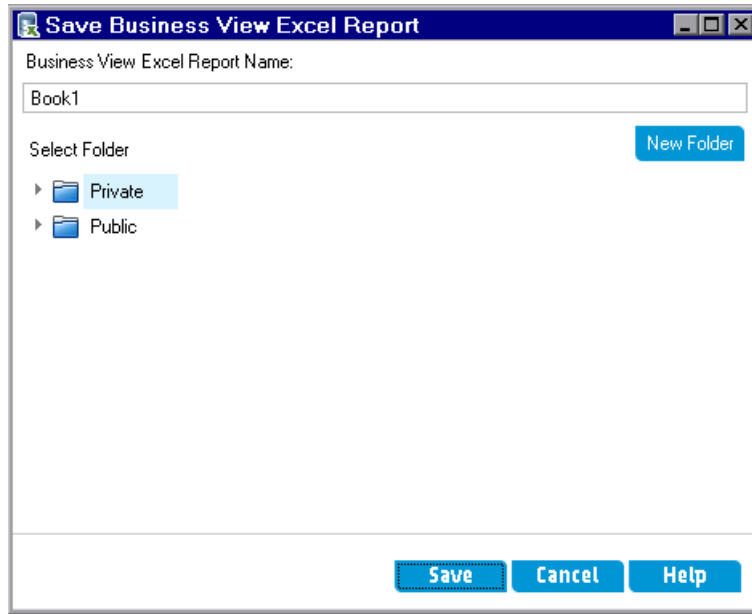 Save Business View Excel Report
Business View Excel Report Name:
Book1
New Folder
Select Folder
Private
Public
Save Cancel Help